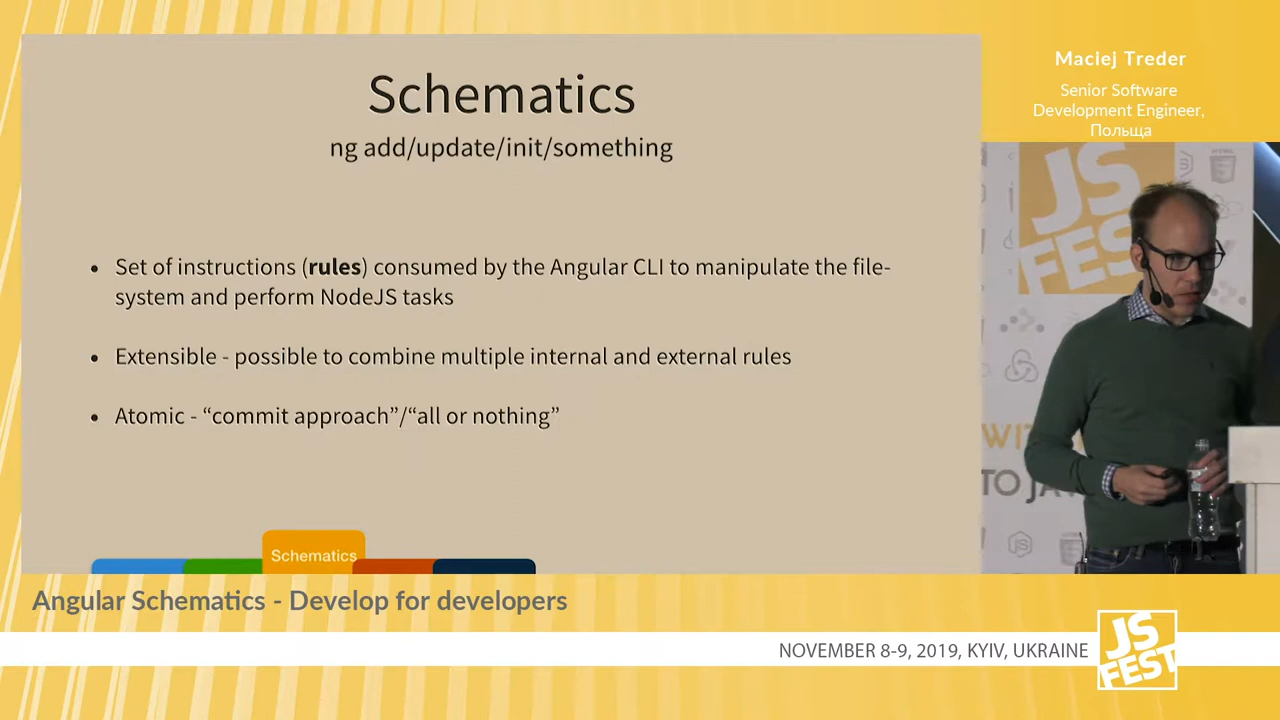 Schematics
ng add/update/init/something
• Set of instructions (rules) consumed by the Angular CLI to manipulate the file-
system and perform NodeJS tasks
• Extensible - possible to combine multiple internal and external rules
• Atomic - “commit approach”/“all or nothing”
Schematics
Maciej Treder
Senior Software
Development Engineer,
Польща
JS
FEST
WIT
TO JA
Angular Schematics - Develop for developers
NOVEMBER 8-9, 2019, KYIV, UKRAINE
JS
FEST